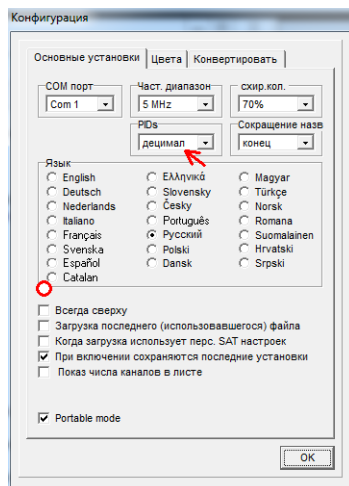 Конфигурация
Основные установки Цвета Конвертировать
COM порт Част. диапазон схир.кол.
Com 1 5 MHz 70%
PIDs Сокращение назв
децимал конец
Язык
English Ελληνικά Magyar
Deutsch Slovensky Türkçe
Nederlands Česky Norsk
Italiano Português Romana
Français Русский Suomalainen
Svenska Polski Hrvatski
Español Dansk Srpski
Catalan
Всегда сверху
Загрузка последнего (использовавшегося) файла
Когда загрузка использует перс. SAT настроек
При включении сохраняются последние установки
Показ числа каналов в листе
Portable mode
OK